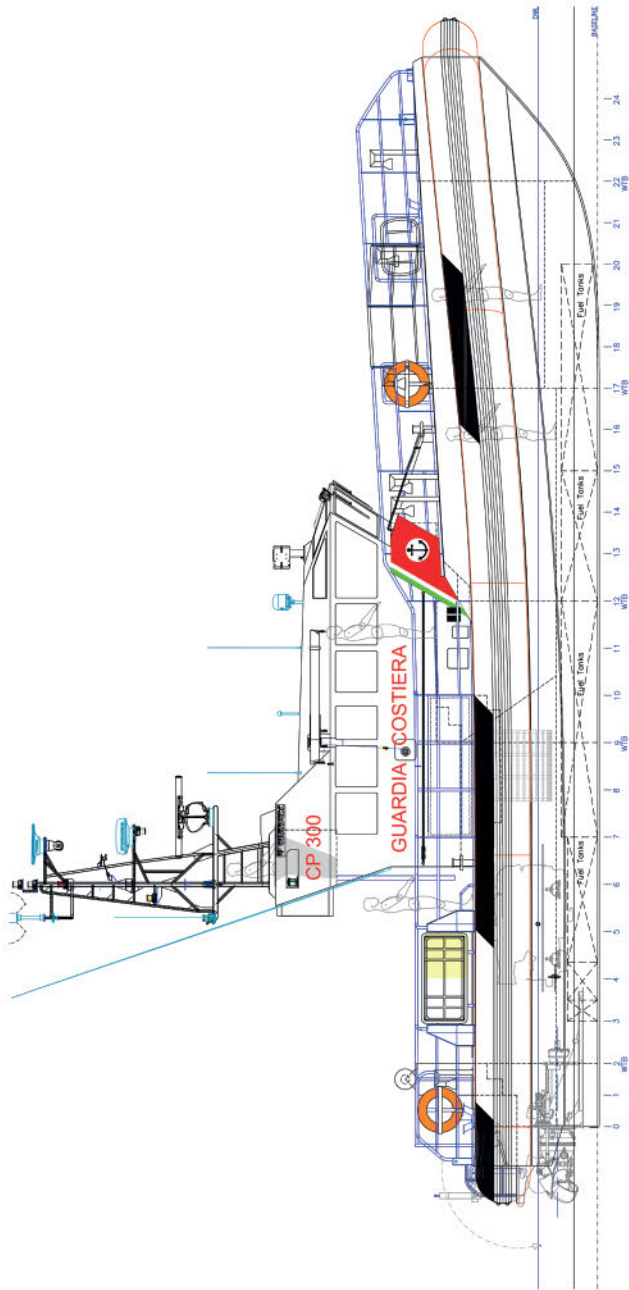 CP 300
GUARDIA COSTIERA
DWL
BASELINE
Fuel Tanks
Fuel Tanks
Fuel Tanks
Fuel Tanks
0 1 2 3 4 5 6 7 8 9 10 11 12 13 14 15 16 17 18 19 20 21 22 23 24
WTB WTB WTB WTB WTB